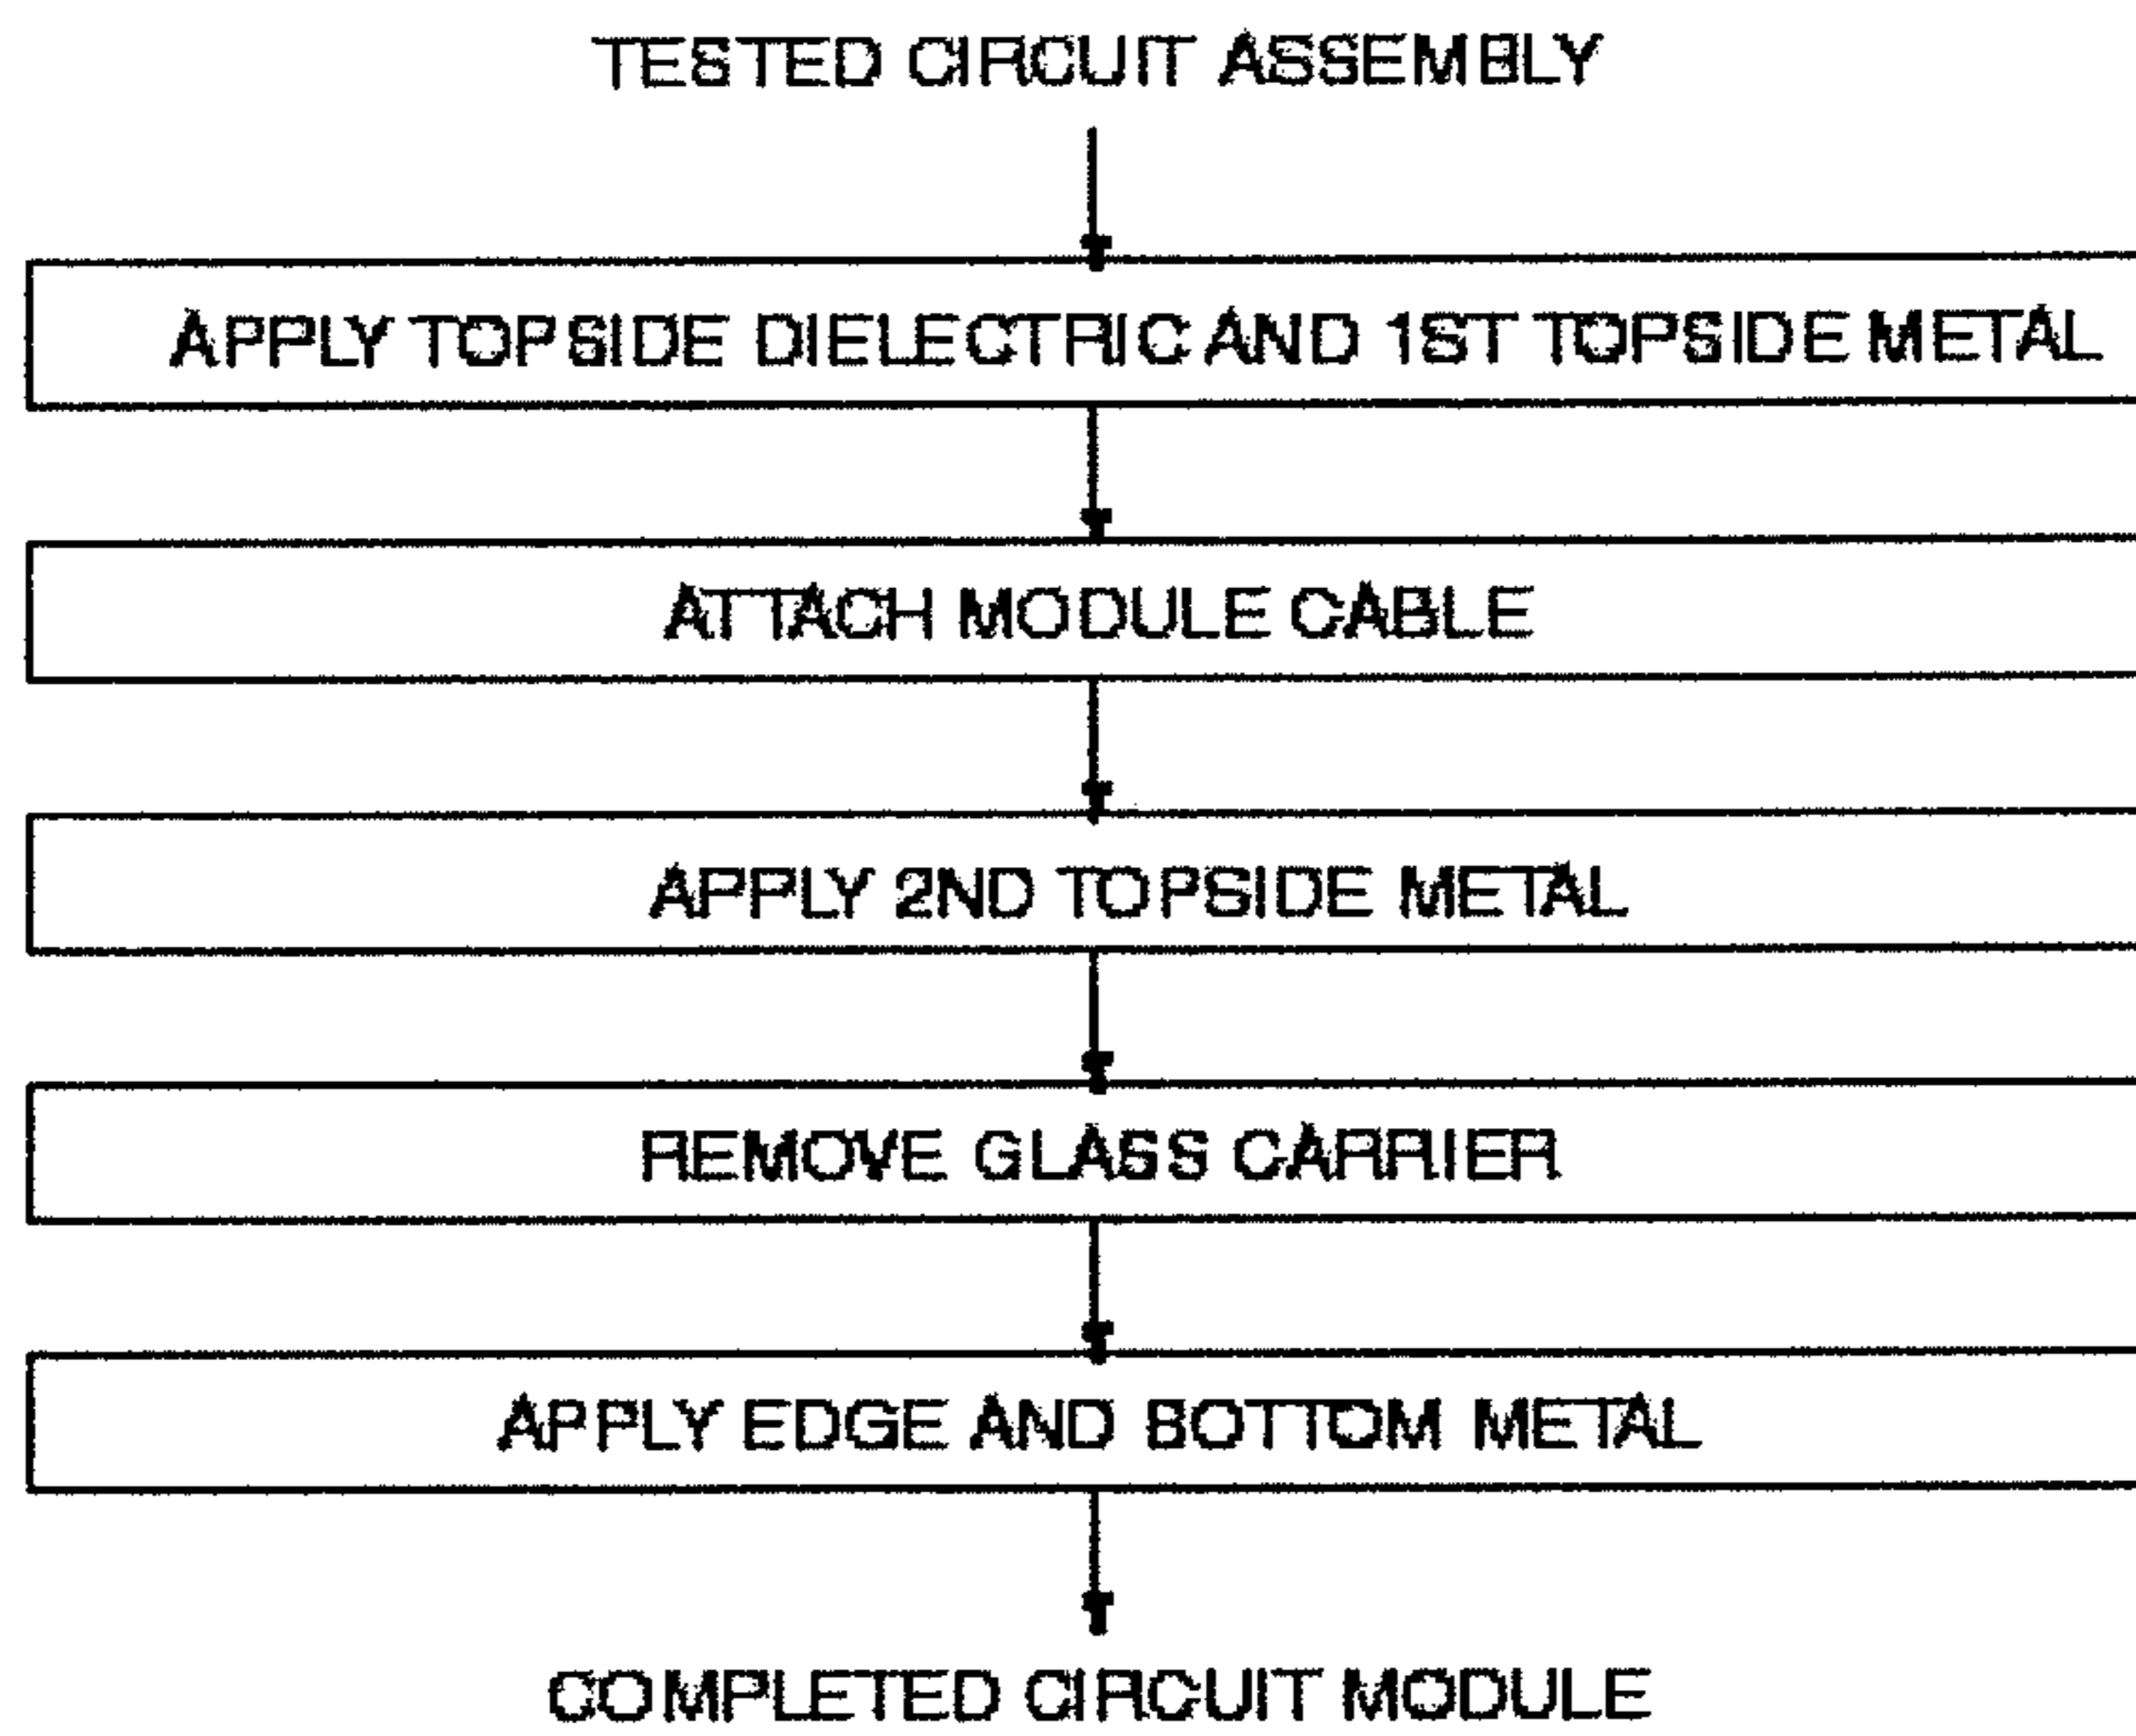 TESTED CIRCUIT ASSEMBLY
APPLY TOPSIDE DIELECTRIC AND 1ST TOPSIDE METAL
ATTACH MODULE CABLE
APPLY 2ND TOPSIDE METAL
REMOVE GLASS CARRIER
APPLY EDGE AND BOTTOM METAL
COMPLETED CIRCUIT MODULE